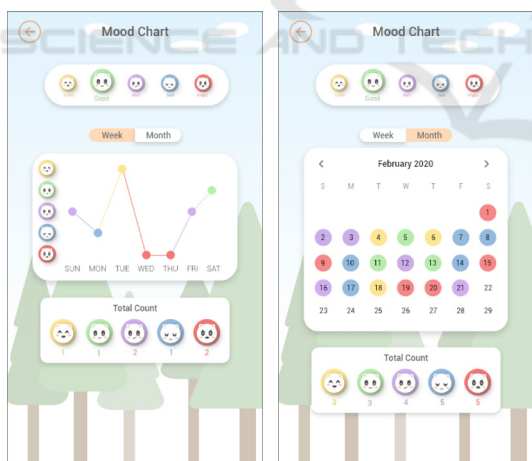 SCIENCE AND TECH
Mood Chart
Good
Week Month
SUN MON TUE WED THU FRI SAT
Total Count
1 1 2 1 2
Mood Chart
Good
Week Month
< February 2020 >
S M T W T F S
1
2 3 4 5 6 7 8
9 10 11 12 13 14 15
16 17 18 19 20 21 22
23 24 25 26 27 28 29
Total Count
3 3 4 5 5